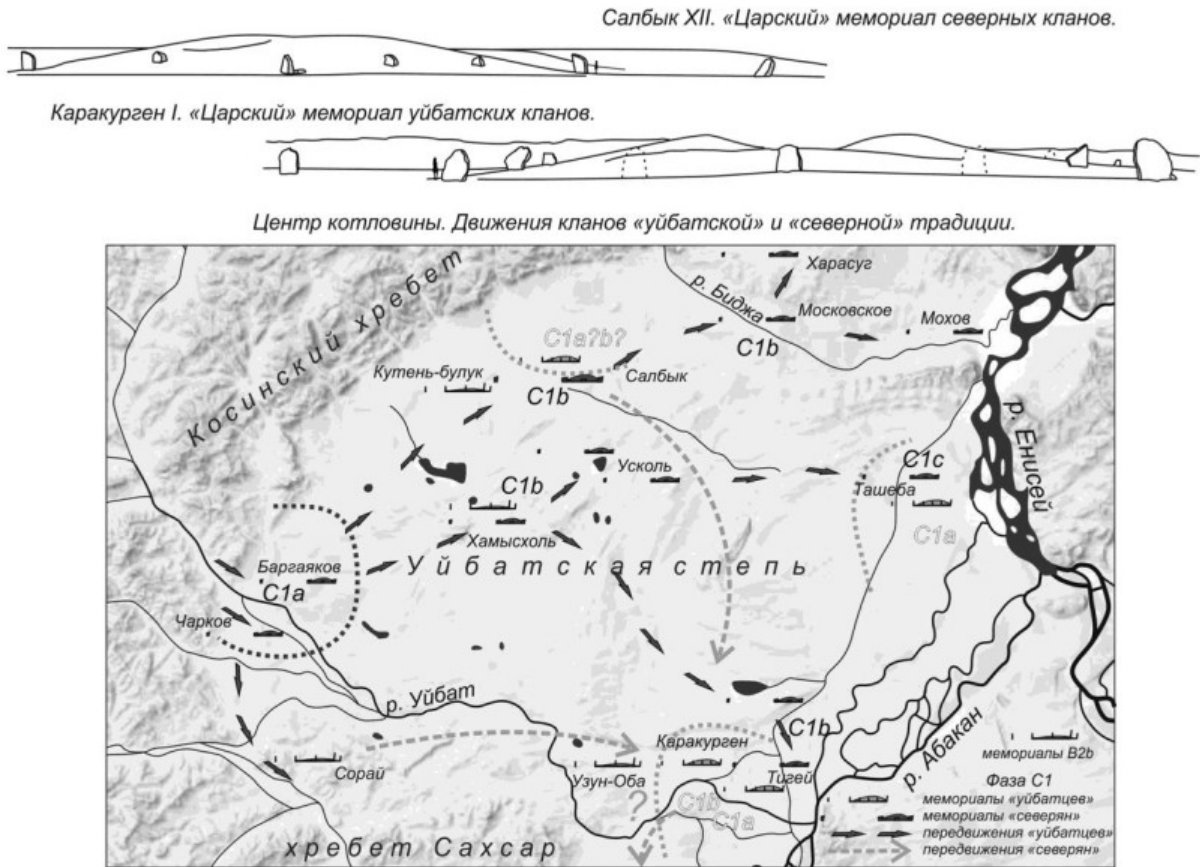 Салбык XII. «Царский» мемориал северных кланов.
Каракурген I. «Царский» мемориал уйбатских кланов.
Центр котловины. Движения кланов «уйбатской» и «северной» традиции.
Косинский хребет
р. Биджа
Харасуг
Московское
Мохов
C1b
C1a?b?
Кутень-булук
C1b
Салбык
р. Енисей
Усколь
C1c
Ташеба
C1a
C1b
Хамысхоль
Уйбатская степь
Баргаяков
C1a
Чарков
р. Уйбат
C1b
Каракурген
Сорай
Узун-Оба
Тигей
?
C1b
C1a
р. Абакан
хребет Сахсар
мемориалы B2b
Фаза C1
мемориалы «уйбатцев»
мемориалы «северян»
передвижения «уйбатцев»
передвижения «северян»